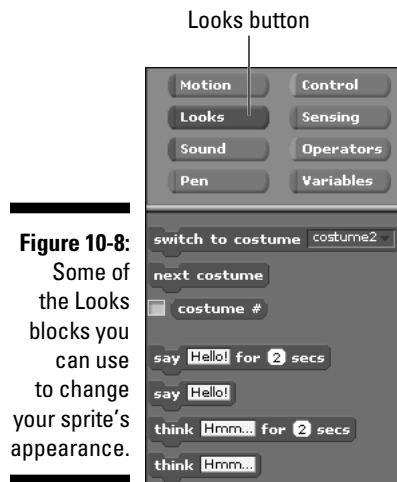 Looks button
Motion Control
Looks Sensing
Sound Operators
Pen Variables
switch to costume costume2
next costume
costume #
say Hello! for 2 secs
say Hello!
think Hmm... for 2 secs
think Hmm...
Figure 10-8:
Some of
the Looks
blocks you
can use
to change
your sprite's
appearance.